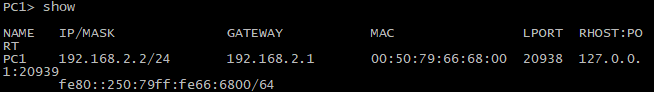 PC1> show
NAME   IP/MASK              GATEWAY           MAC                LPORT  RHOST:PO
RT
PC1    192.168.2.2/24       192.168.2.1       00:50:79:66:68:00  20938  127.0.0.
1:20939
       fe80::250:79ff:fe66:6800/64